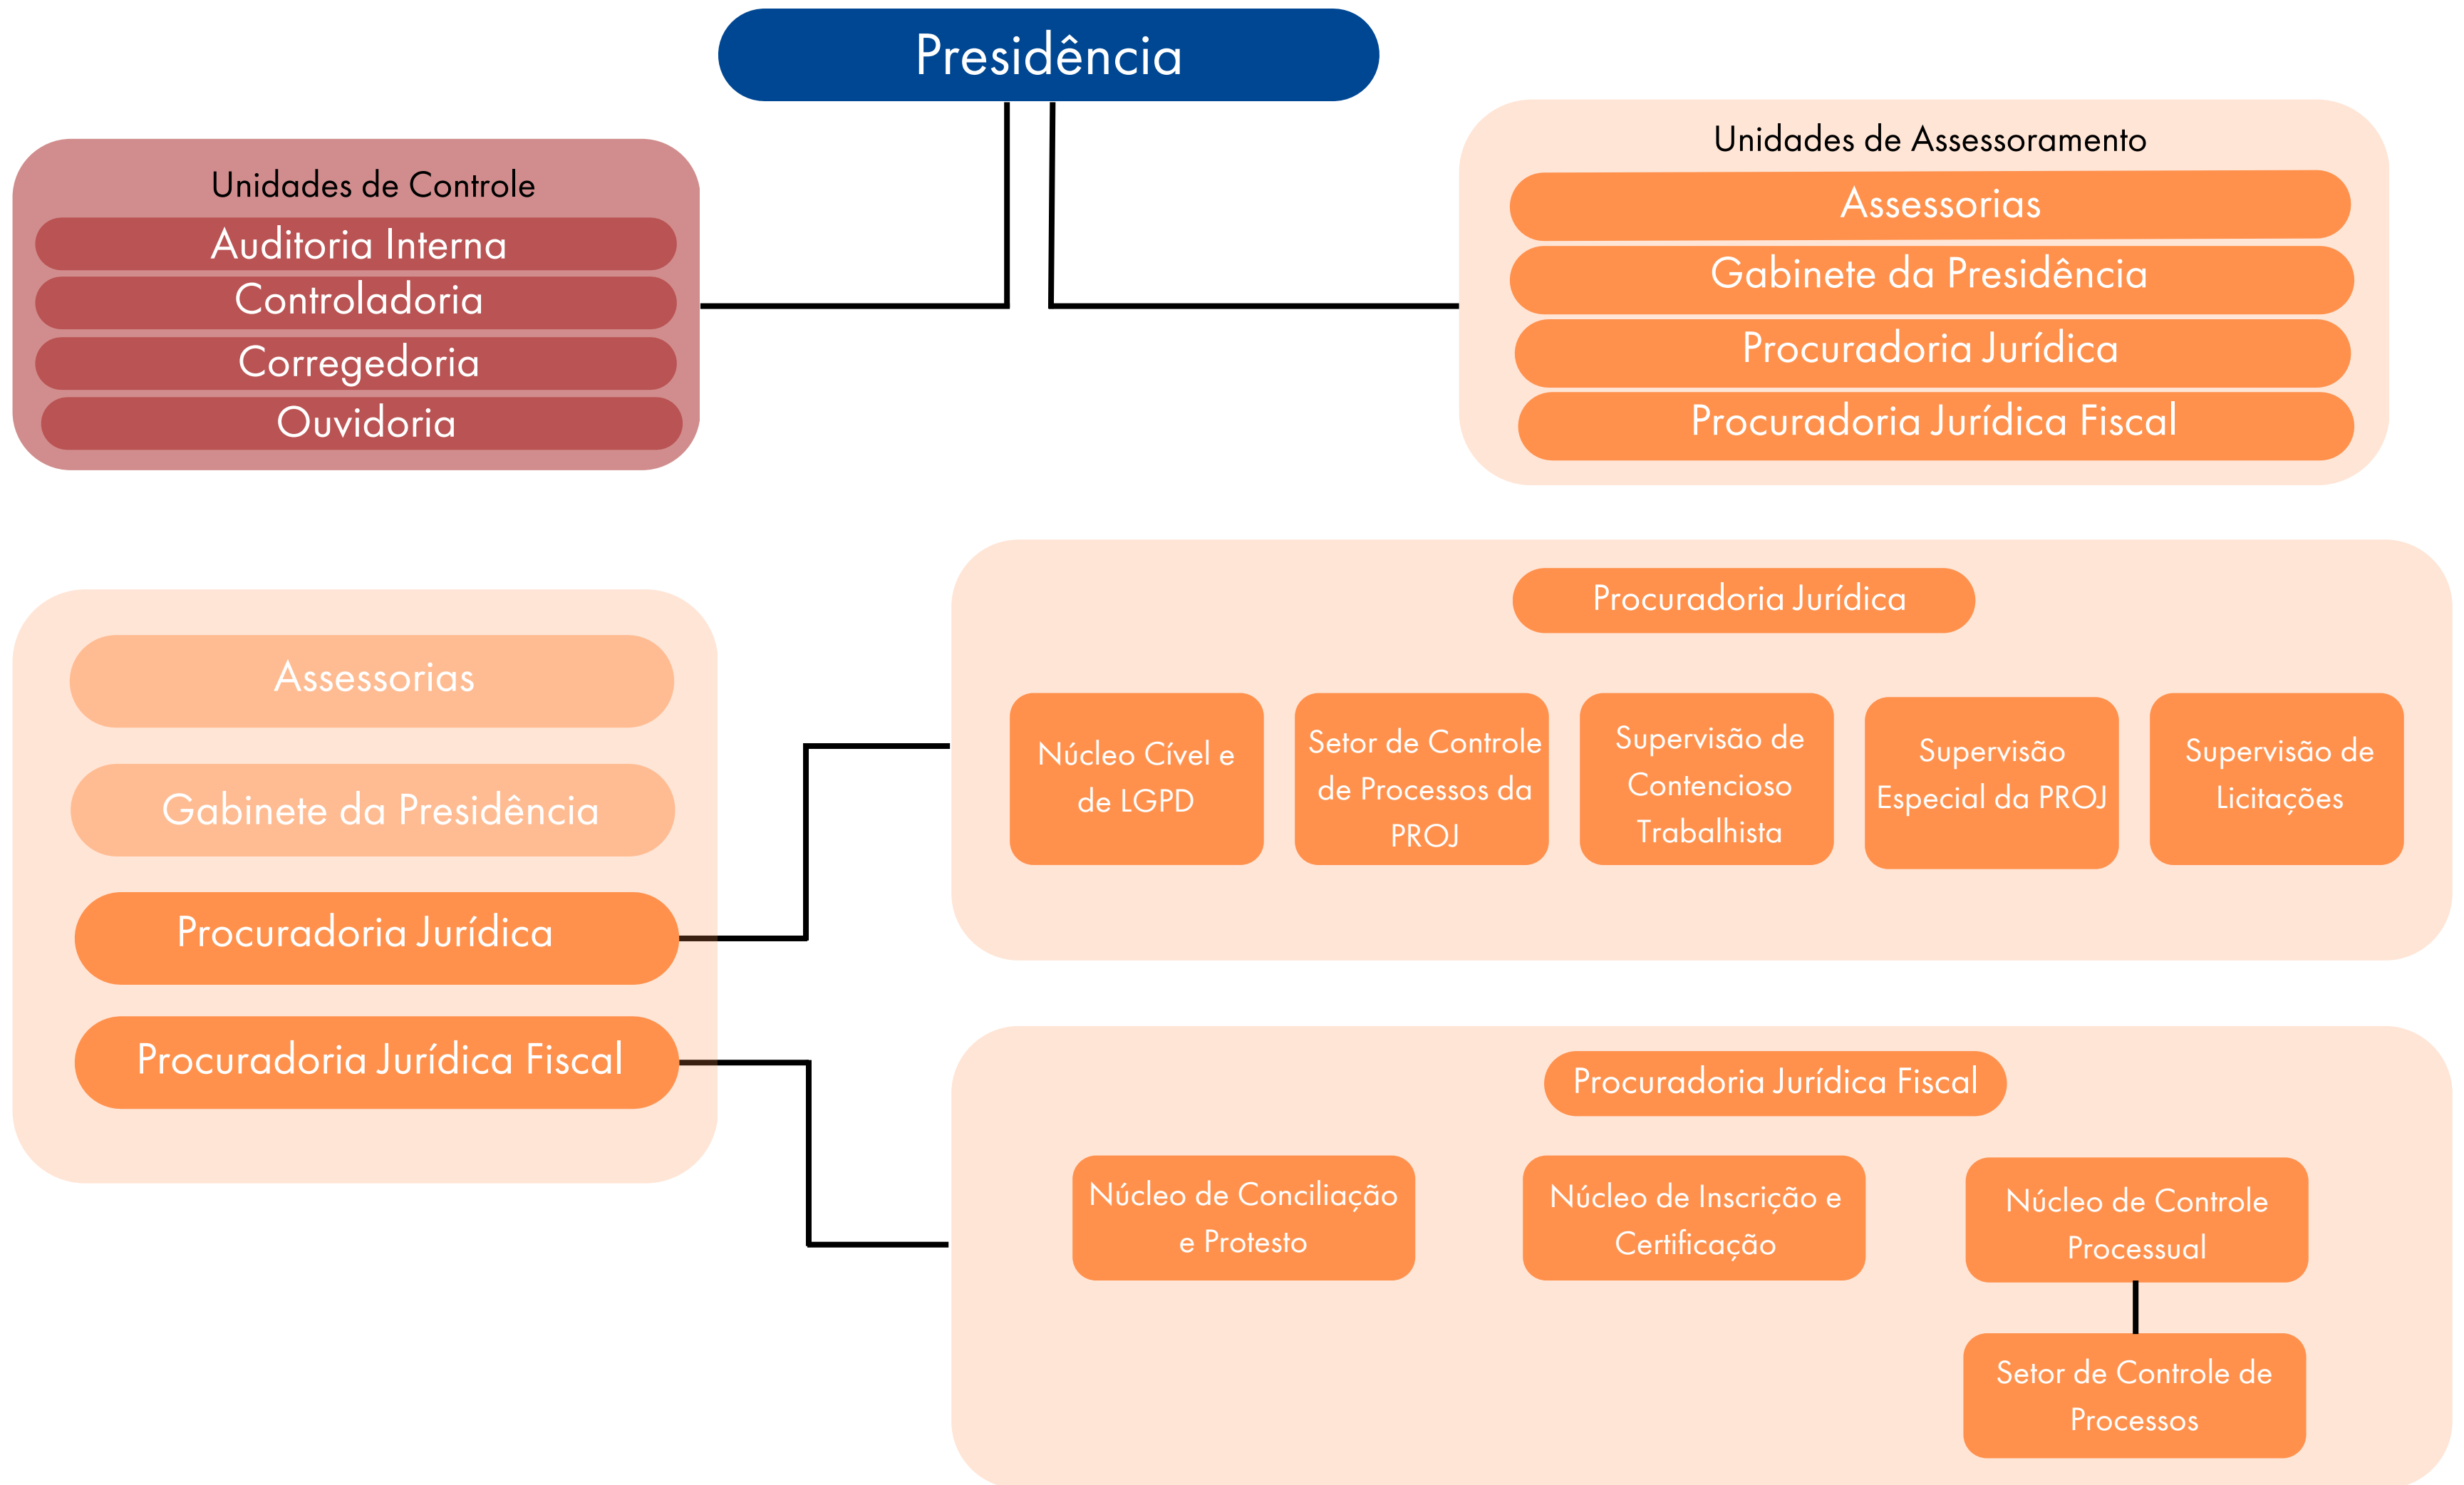 Presidência
Unidades de Controle
Auditoria Interna
Controladoria
Corregedoria
Ouvidoria
Unidades de Assessoramento
Assessorias
Gabinete da Presidência
Procuradoria Jurídica
Procuradoria Jurídica Fiscal
Assessorias
Gabinete da Presidência
Procuradoria Jurídica
Procuradoria Jurídica Fiscal
Procuradoria Jurídica
Núcleo Cível e
de LGPD
Setor de Controle
de Processos da
PROJ
Supervisão de
Contencioso
Trabalhista
Supervisão
Especial da PROJ
Supervisão de
Licitações
Procuradoria Jurídica Fiscal
Núcleo de Conciliação
e Protesto
Núcleo de Inscrição e
Certificação
Núcleo de Controle
Processual
Setor de Controle de
Processos